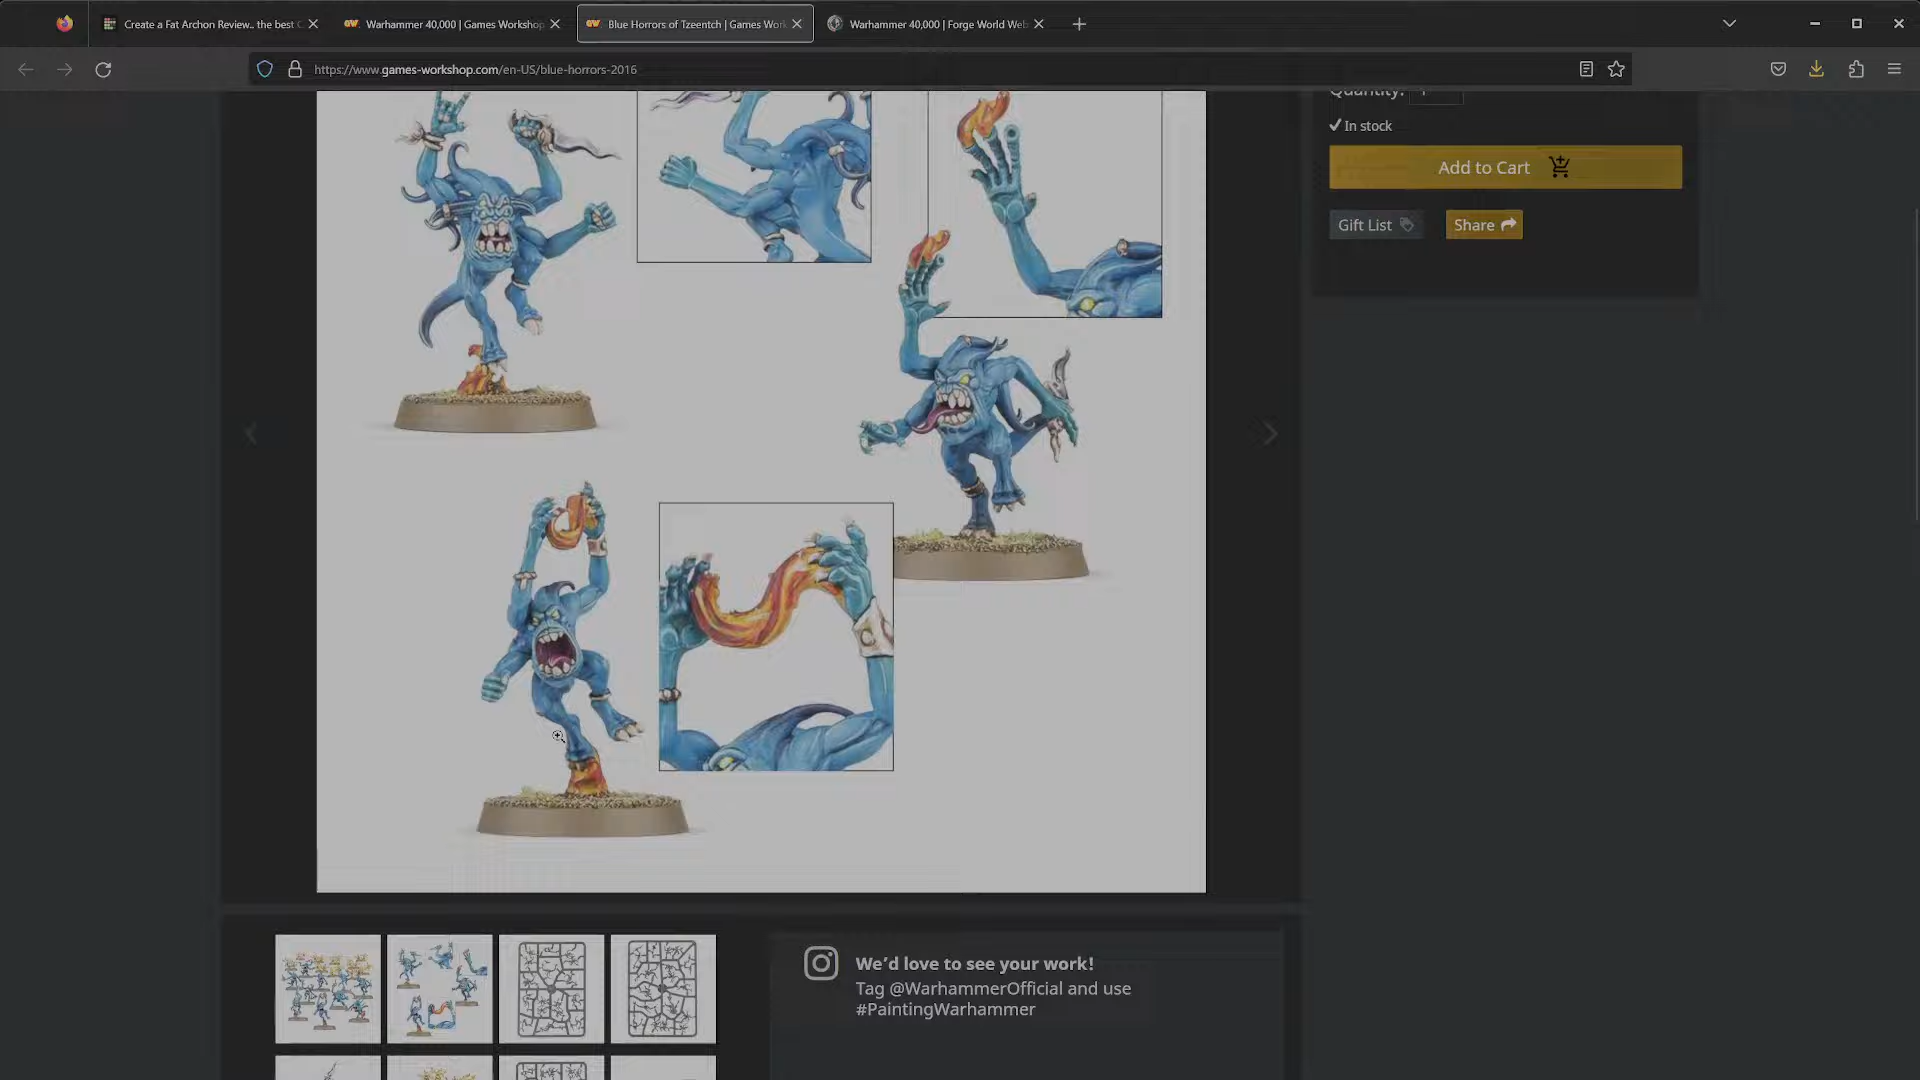 Create a Fat Archon Review.. the best C
Warhammer 40,000 | Games Workshop
Blue Horrors of Tzeentch | Games Wor
Warhammer 40,000 | Forge World Web
https://www.games-workshop.com/en-US/blue-horrors-2016
Quantity:
In stock
Add to Cart
Gift List
Share
We'd love to see your work!
Tag @WarhammerOfficial and use
#PaintingWarhammer